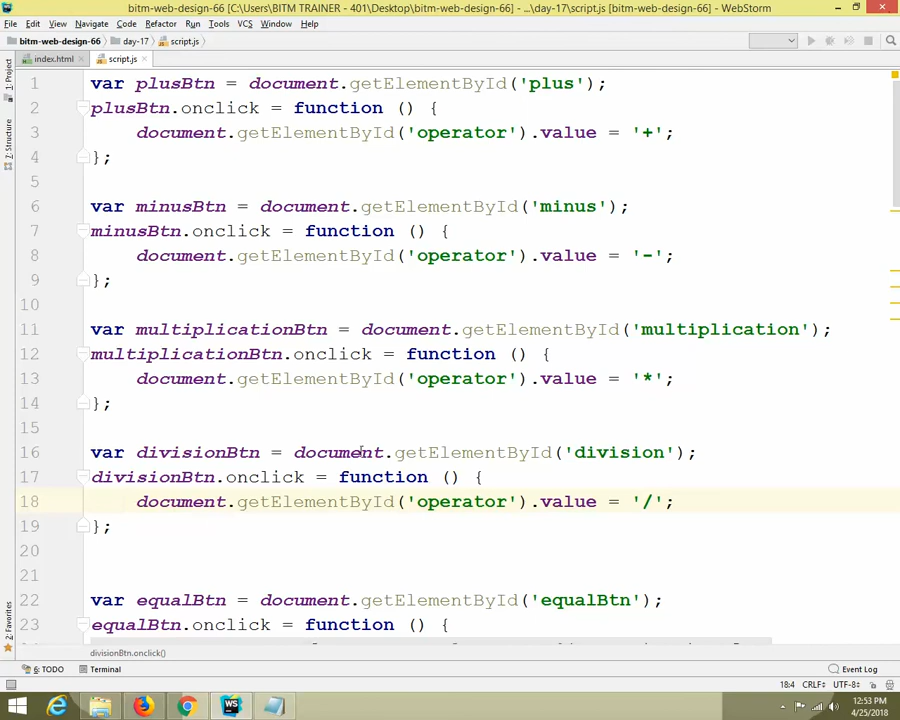 bitm-web-design-66 [C:\Users\BITM TRAINER - 401\Desktop\bitm-web-design-66] - ...\day-17\script.js [bitm-web-design-66] - WebStorm
File Edit View Navigate Code Refactor Run Tools VCS Window Help
bitm-web-design-66 day-17 script.js
index.html script.js
1: Project
7: Structure
2: Favorites
1 var plusBtn = document.getElementById('plus');
2 plusBtn.onclick = function () {
3 document.getElementById('operator').value = '+';
4 };
5
6 var minusBtn = document.getElementById('minus');
7 minusBtn.onclick = function () {
8 document.getElementById('operator').value = '-';
9 };
10
11 var multiplicationBtn = document.getElementById('multiplication');
12 multiplicationBtn.onclick = function () {
13 document.getElementById('operator').value = '*';
14 };
15
16 var divisionBtn = document.getElementById('division');
17 divisionBtn.onclick = function () {
18 document.getElementById('operator').value = '/';
19 };
20
21
22 var equalBtn = document.getElementById('equalBtn');
23 equalBtn.onclick = function () {
divisionBtn.onclick()
6: TODO Terminal Event Log
18:4 CRLF÷ UTF-8÷
WS
12:53 PM
4/25/2018